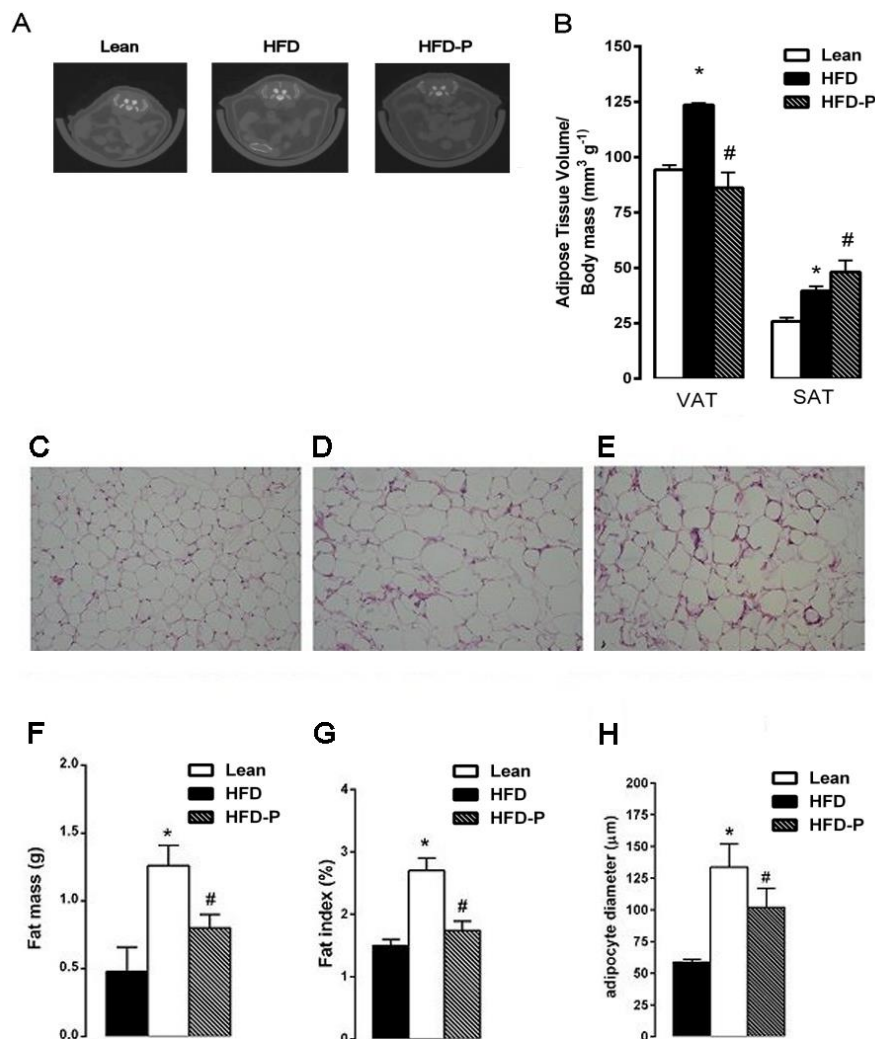 A
Lean HFD HFD-P
B
Adipose Tissue Volume/
Body mass (mm³ g⁻¹)
150
125
100
75
50
25
0
*
#
*
#
Lean
HFD
HFD-P
VAT SAT
C D E
F
Fat mass (g)
2.0
1.5
1.0
0.5
0.0
*
#
Lean
HFD
HFD-P
G
Fat index (%)
4
3
2
1
0
*
#
Lean
HFD
HFD-P
H
adipocyte diameter (μm)
200
175
150
125
100
75
50
25
0
*
#
Lean
HFD
HFD-P